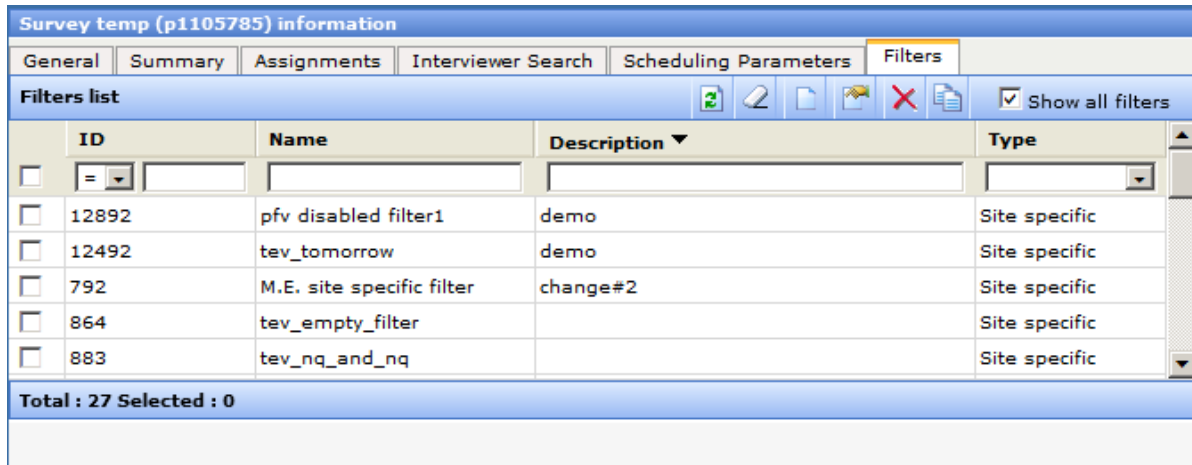 Survey temp (p1105785) information
General Summary Assignments Interviewer Search Scheduling Parameters Filters
Filters list Show all filters
ID Name Description Type
=
12892 pfv disabled filter1 demo Site specific
12492 tev_tomorrow demo Site specific
792 M.E. site specific filter change#2 Site specific
864 tev_empty_filter Site specific
883 tev_nq_and_nq Site specific
Total : 27 Selected : 0